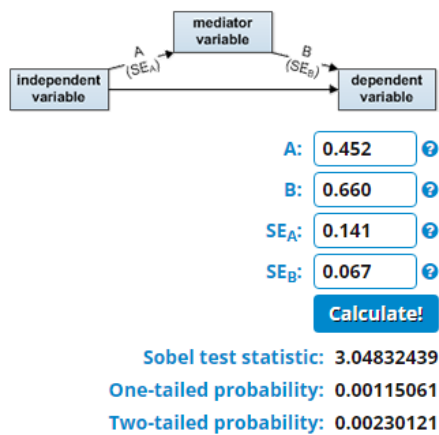 mediator
variable
A
(SEA)
B
(SEB)
independent
variable
dependent
variable
A: 0.452 ?
B: 0.660 ?
SEA: 0.141 ?
SEB: 0.067 ?
Calculate!
Sobel test statistic: 3.04832439
One-tailed probability: 0.00115061
Two-tailed probability: 0.00230121